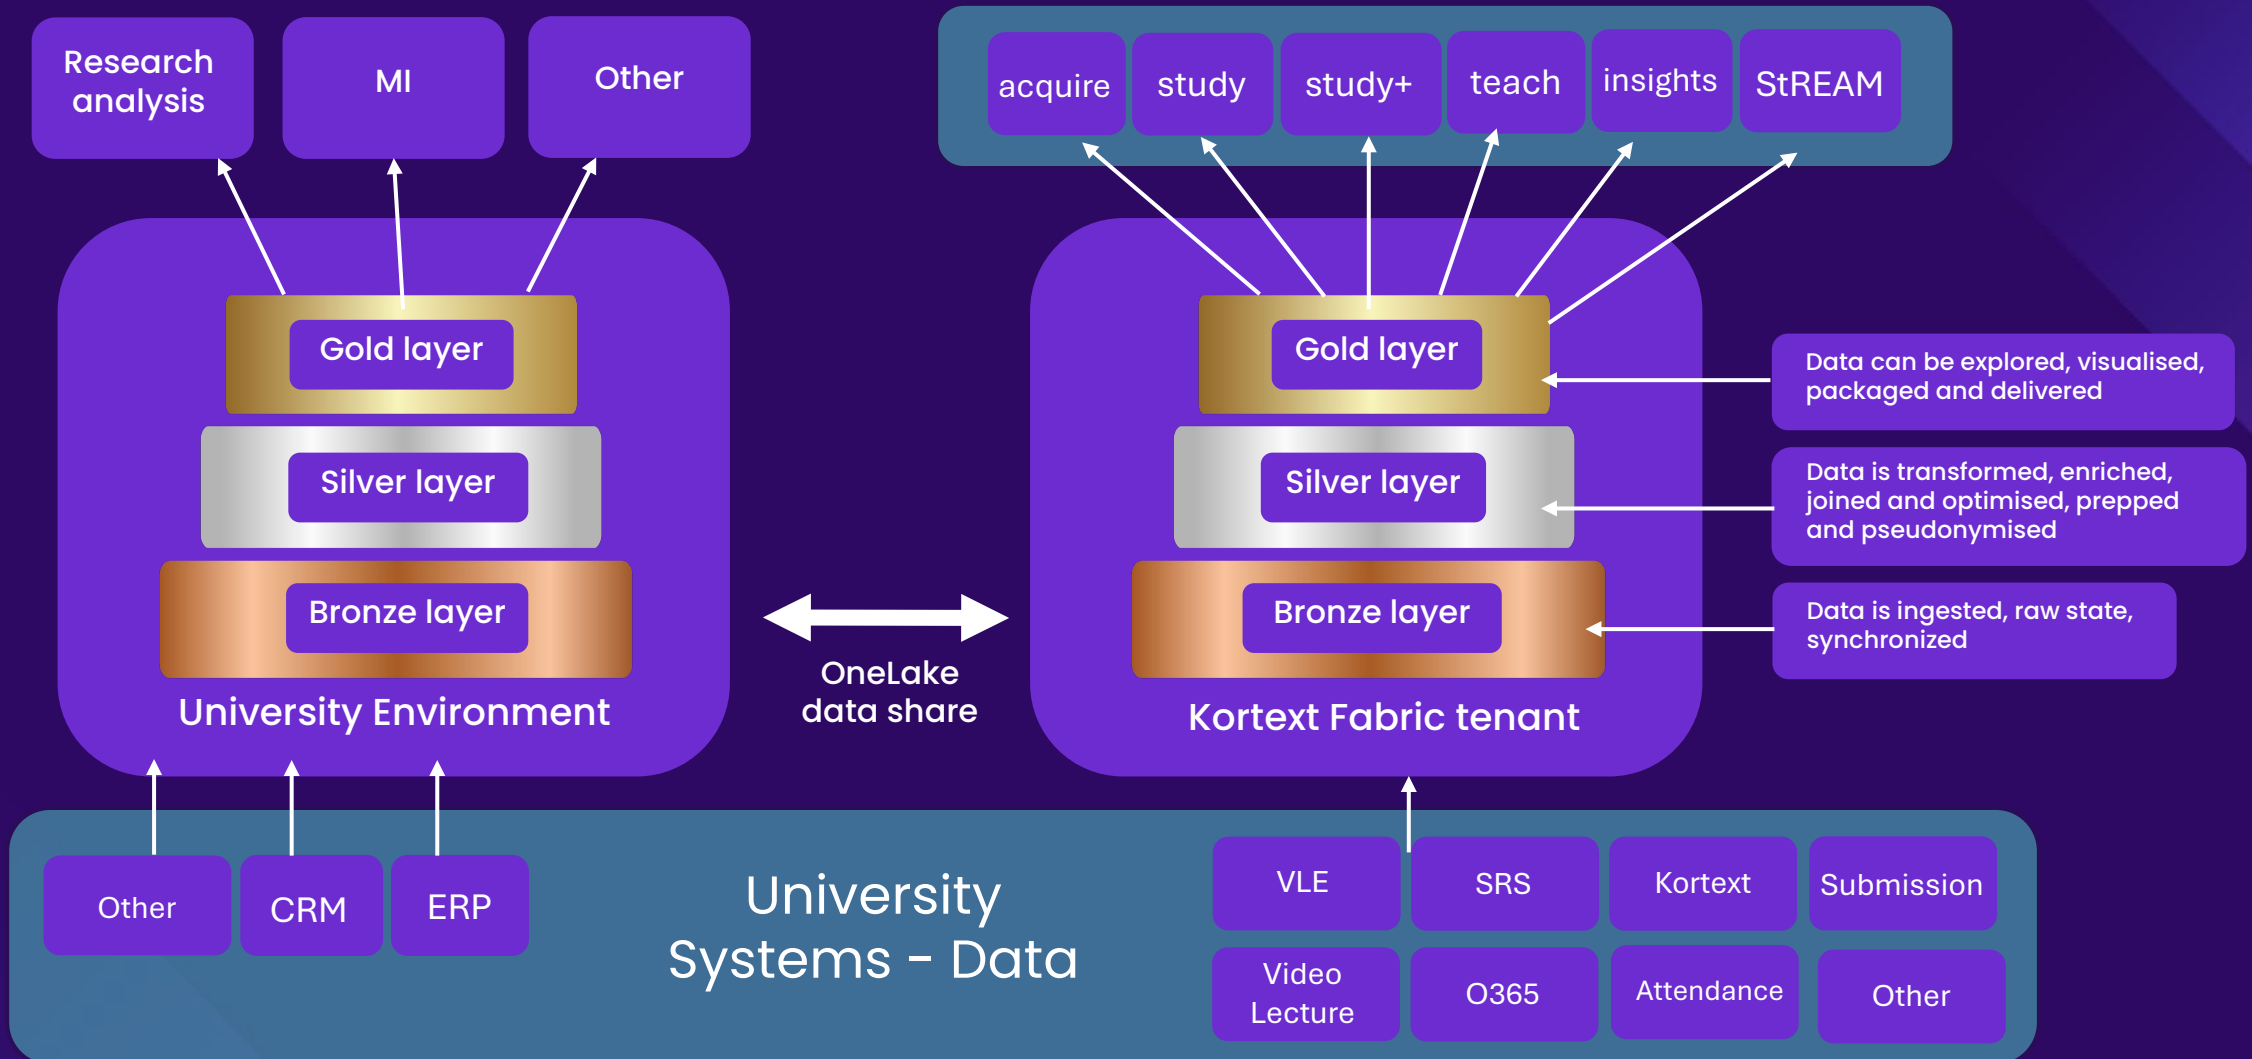 Research
analysis
MI
Other
acquire
study
study+
teach
insights
StREAM
Gold layer
Silver layer
Bronze layer
University Environment
OneLake
data share
Gold layer
Silver layer
Bronze layer
Kortext Fabric tenant
Data can be explored, visualised,
packaged and delivered
Data is transformed, enriched,
joined and optimised, prepped
and pseudonymised
Data is ingested, raw state,
synchronized
Other
CRM
ERP
University
Systems - Data
VLE
SRS
Kortext
Submission
Video
Lecture
O365
Attendance
Other